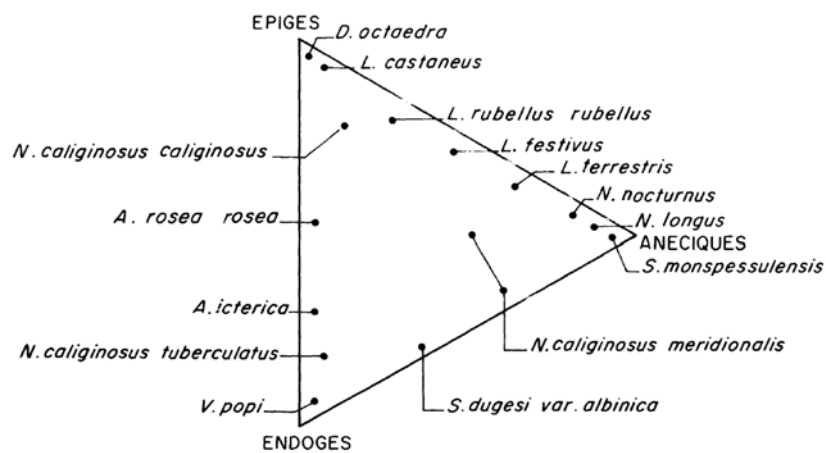 EPIGES
D. octaedra
L. castaneus
L. rubellus rubellus
N. caliginosus caliginosus
L. festivus
L. terrestris
N. nocturnus
A. rosea rosea
N. longus
ANECIQUES
S. monspessulensis
A. icterica
N. caliginosus meridionalis
N. caliginosus tuberculatus
V. popi
S. dugesi var. albinica
ENDOGES